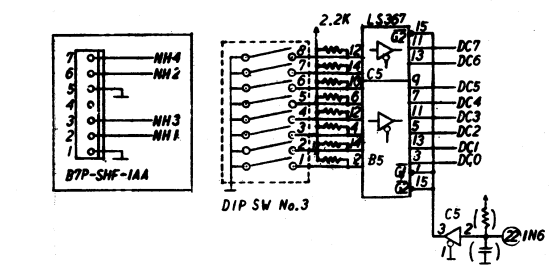 2.2K
LS367
G2
15
7
NH4
6
NH2
5
4
3
NH3
2
NH1
1
B7P-SHF-1AA
8
12
11
DC7
7
14
13
DC6
6
10
C5
9
DC5
5
6
7
DC4
4
12
11
DC3
3
4
5
DC2
2
14
13
DC1
1
2
B5
3
DC0
G1
1
G2
15
DIP SW No.3
C5
3
2
1
22
IN6